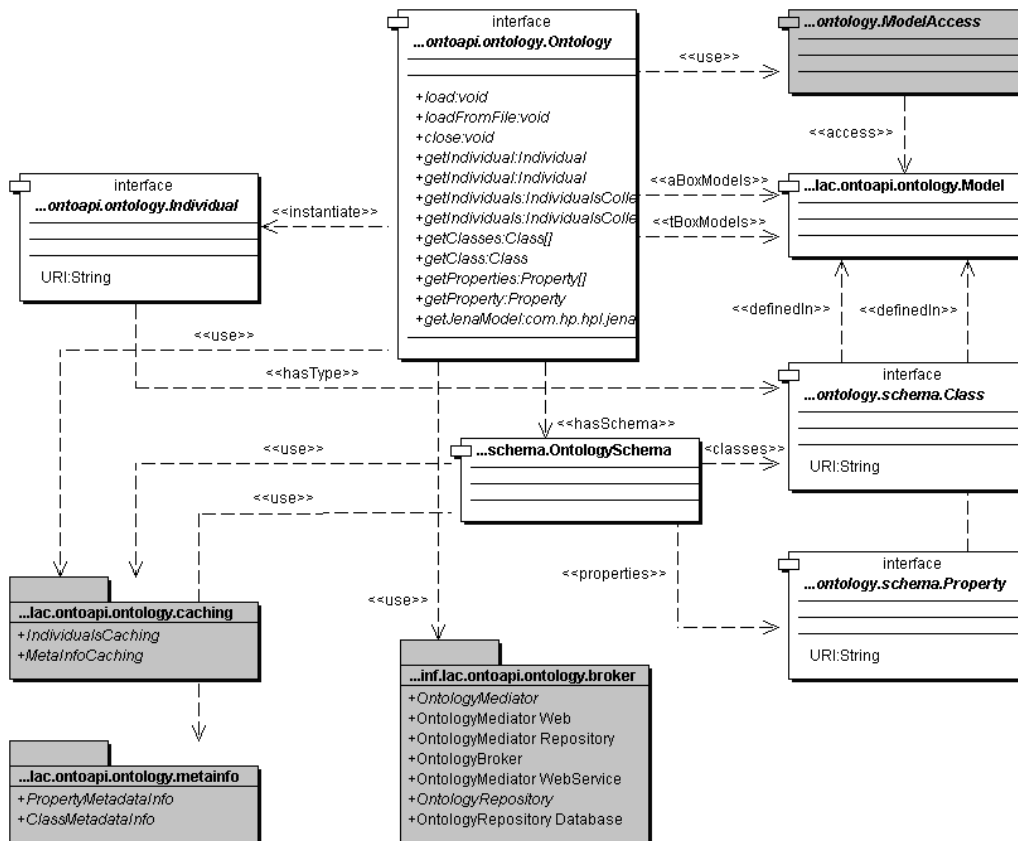 interface
...ontoapi.ontology.Ontology
+load:void
+loadFromFile:void
+close:void
+getIndividual:Individual
+getIndividual:Individual
+getIndividuals:IndividualsColle
+getIndividuals:IndividualsColle
+getClasses:Class[]
+getClass:Class
+getProperties:Property[]
+getProperty:Property
+getJenaModel:com.hp.hpl.jena
...ontology.ModelAccess
<<use>>
<<access>>
interface
...ontoapi.ontology.Individual
URI:String
<<instantiate>>
<<aBoxModels>>
<<tBoxModels>>
...lac.ontoapi.ontology.Model
<<definedIn>>
<<definedIn>>
<<use>>
<<hasType>>
interface
...ontology.schema.Class
URI:String
<<hasSchema>>
...schema.OntologySchema
<classes>>
<<use>>
<<use>>
<<properties>>
interface
...ontology.schema.Property
URI:String
<<use>>
...lac.ontoapi.ontology.caching
+IndividualsCaching
+MetaInfoCaching
...inf.lac.ontoapi.ontology.broker
+OntologyMediator
+OntologyMediator Web
+OntologyMediator Repository
+OntologyBroker
+OntologyMediator WebService
+OntologyRepository
+OntologyRepository Database
...lac.ontoapi.ontology.metainfo
+PropertyMetadataInfo
+ClassMetadataInfo